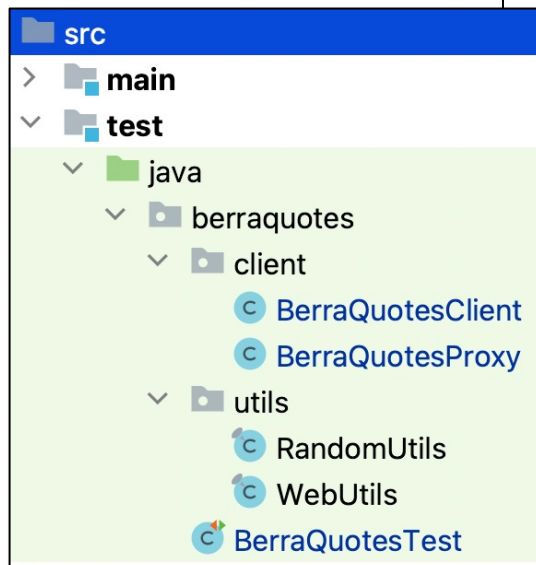 src
main
test
java
berraquotes
client
BerraQuotesClient
BerraQuotesProxy
utils
RandomUtils
WebUtils
BerraQuotesTest